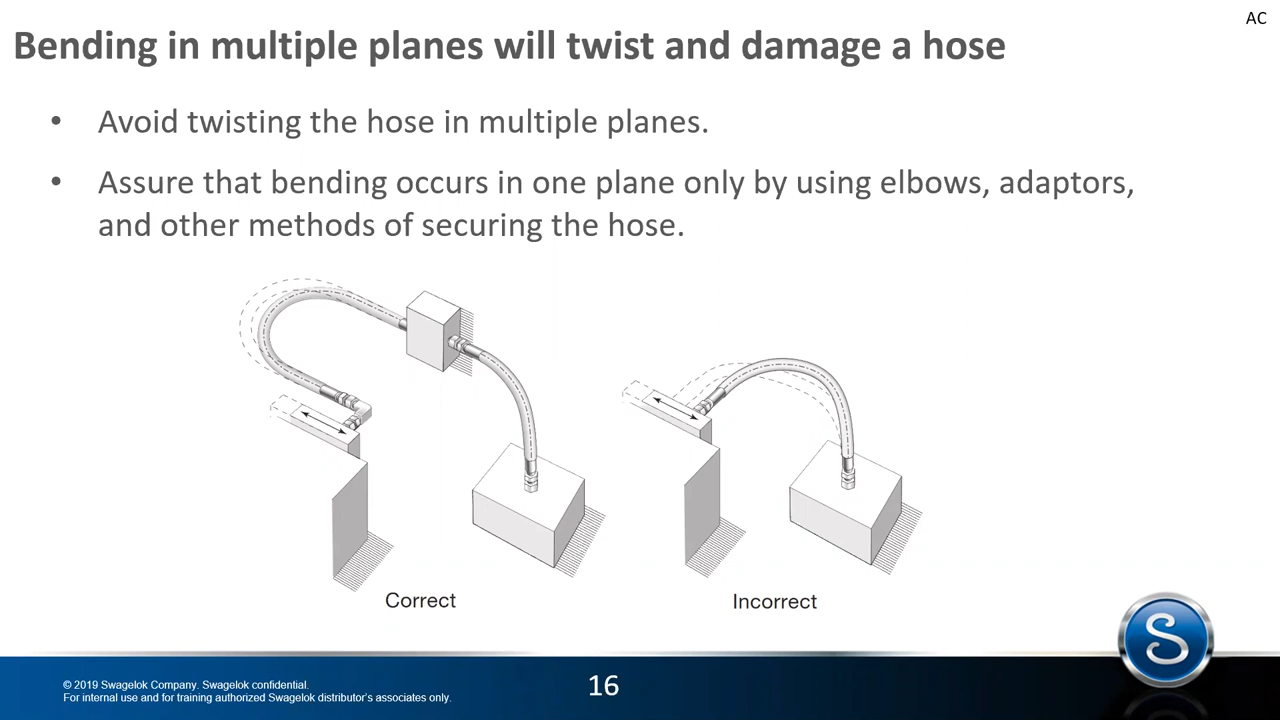 AC
Bending in multiple planes will twist and damage a hose
• Avoid twisting the hose in multiple planes.
• Assure that bending occurs in one plane only by using elbows, adaptors,
and other methods of securing the hose.
Correct
Incorrect
S
© 2019 Swagelok Company. Swagelok confidential.
For internal use and for training authorized Swagelok distributor's associates only.
16